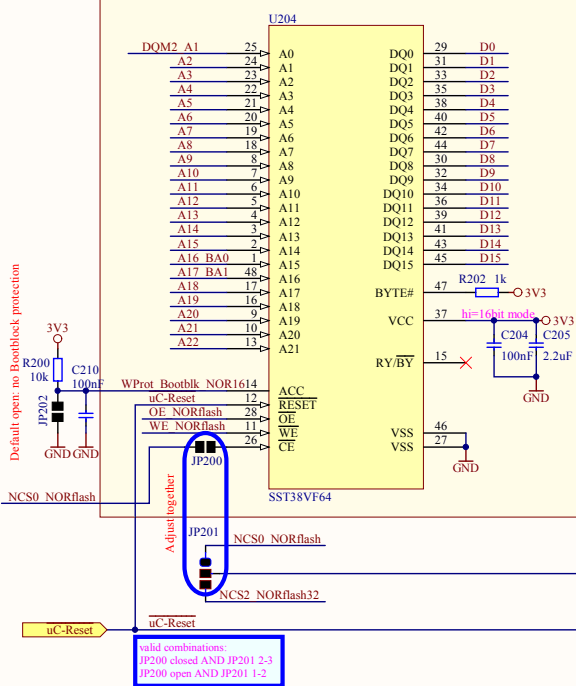 U204
DQM2_A1 25 A0 DQ0 29 D0
A2 24 A1 DQ1 31 D1
A3 23 A2 DQ2 33 D2
A4 22 A3 DQ3 35 D3
A5 21 A4 DQ4 38 D4
A6 20 A5 DQ5 40 D5
A7 19 A6 DQ6 42 D6
A8 18 A7 DQ7 44 D7
A9 8 A8 DQ8 30 D8
A10 7 A9 DQ9 32 D9
A11 6 A10 DQ10 34 D10
A12 5 A11 DQ11 36 D11
A13 4 A12 DQ12 39 D12
A14 3 A13 DQ13 41 D13
A15 2 A14 DQ14 43 D14
A16_BA0 1 A15 DQ15 45 D15
A17_BA1 48 A16
A18 17 A17 BYTE# 47 R202 1k 3V3
A19 16 A18
A20 9 A19 VCC 37 hi=16bit mode 3V3
A21 10 A20
A22 13 A21
C204 100nF
C205 2.2uF
GND
RY/BY 15
Default open: no Bootblock protection
3V3
R200 10k
C210 100nF
JP202
GND GND
WProt_Bootblk_NOR16 14 ACC
uC-Reset 12 RESET
OE_NORflash 28 OE
WE_NORflash 11 WE VSS 46
26 CE VSS 27
GND
JP200
SST38VF64
NCS0_NORflash
Adjust together
JP201
NCS0_NORflash
NCS2_NORflash32
uC-Reset
uC-Reset
valid combinations:
JP200 closed AND JP201 2-3
JP200 open AND JP201 1-2